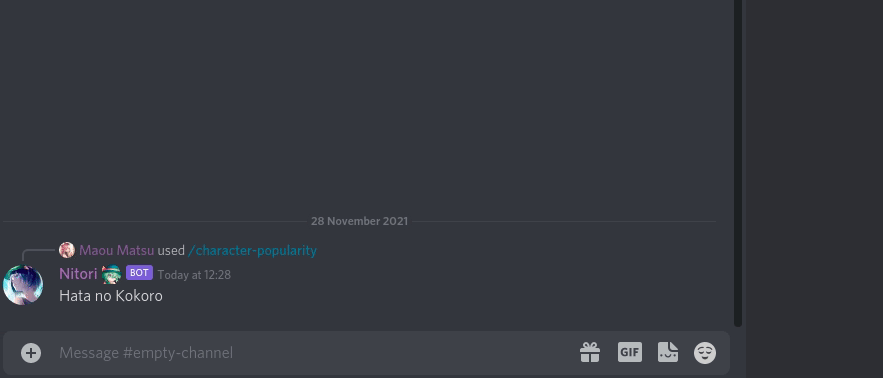 28 November 2021
Maou Matsu used /character-popularity
Nitori BOT Today at 12:28
Hata no Kokoro
Message #empty-channel
GIF